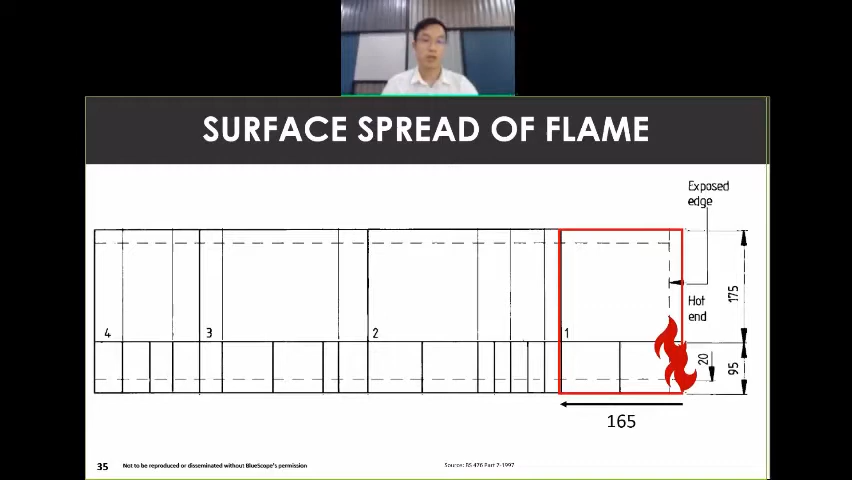 SURFACE SPREAD OF FLAME
Exposed
edge
Hot
end
175
4
3
2
1
20
95
165
35
Not to be reproduced or disseminated without BlueScope's permission
Source: BS 476 Part 7-1997